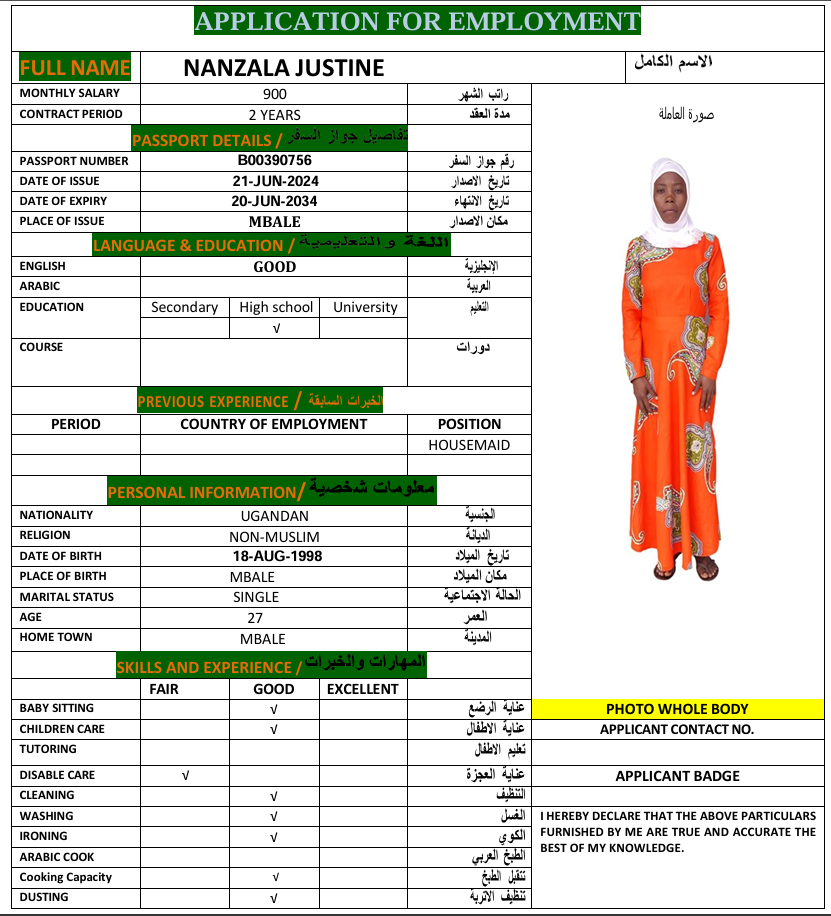 APPLICATION FOR EMPLOYMENT
FULL NAME NANZALA JUSTINE الاسم الكامل
MONTHLY SALARY 900 راتب الشهر
CONTRACT PERIOD 2 YEARS مدة العقد
صورة العاملة
PASSPORT DETAILS / تفاصيل جواز السفر
PASSPORT NUMBER B00390756 رقم جواز السفر
DATE OF ISSUE 21-JUN-2024 تاريخ الاصدار
DATE OF EXPIRY 20-JUN-2034 تاريخ الانتهاء
PLACE OF ISSUE MBALE مكان الاصدار
LANGUAGE & EDUCATION / اللغة والتعليمية
ENGLISH GOOD الإنجليزية
ARABIC العربية
EDUCATION Secondary High school University التعليم
√
COURSE دورات
PREVIOUS EXPERIENCE / الخبرات السابقة
PERIOD COUNTRY OF EMPLOYMENT POSITION
HOUSEMAID
PERSONAL INFORMATION/ معلومات شخصية
NATIONALITY UGANDAN الجنسية
RELIGION NON-MUSLIM الديانة
DATE OF BIRTH 18-AUG-1998 تاريخ الميلاد
PLACE OF BIRTH MBALE مكان الميلاد
MARITAL STATUS SINGLE الحالة الاجتماعية
AGE 27 العمر
HOME TOWN MBALE المدينة
SKILLS AND EXPERIENCE / المهارات والخبرات
FAIR GOOD EXCELLENT
BABY SITTING √ عناية الرضع
CHILDREN CARE √ عناية الاطفال
TUTORING تعليم الاطفال
DISABLE CARE √ عناية العجزة
CLEANING √ التنظيف
WASHING √ الغسل
IRONING √ الكوي
ARABIC COOK الطبخ العربي
Cooking Capacity √ تتقبل الطبخ
DUSTING √ تنظيف الاتربة
PHOTO WHOLE BODY
APPLICANT CONTACT NO.
APPLICANT BADGE
I HEREBY DECLARE THAT THE ABOVE PARTICULARS
FURNISHED BY ME ARE TRUE AND ACCURATE THE
BEST OF MY KNOWLEDGE.